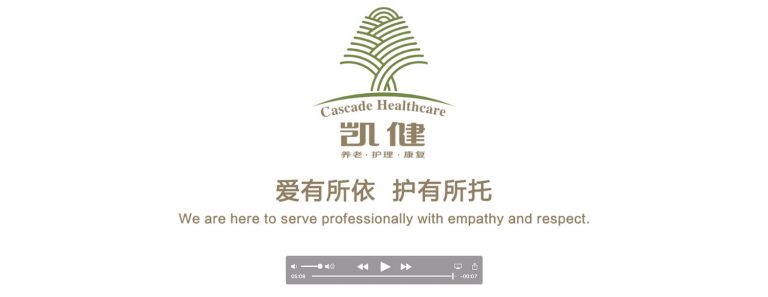 Cascade Healthcare
凯健
养老·护理·康复
爱有所依 护有所托
We are here to serve professionally with empathy and respect.
05:08 -00:07